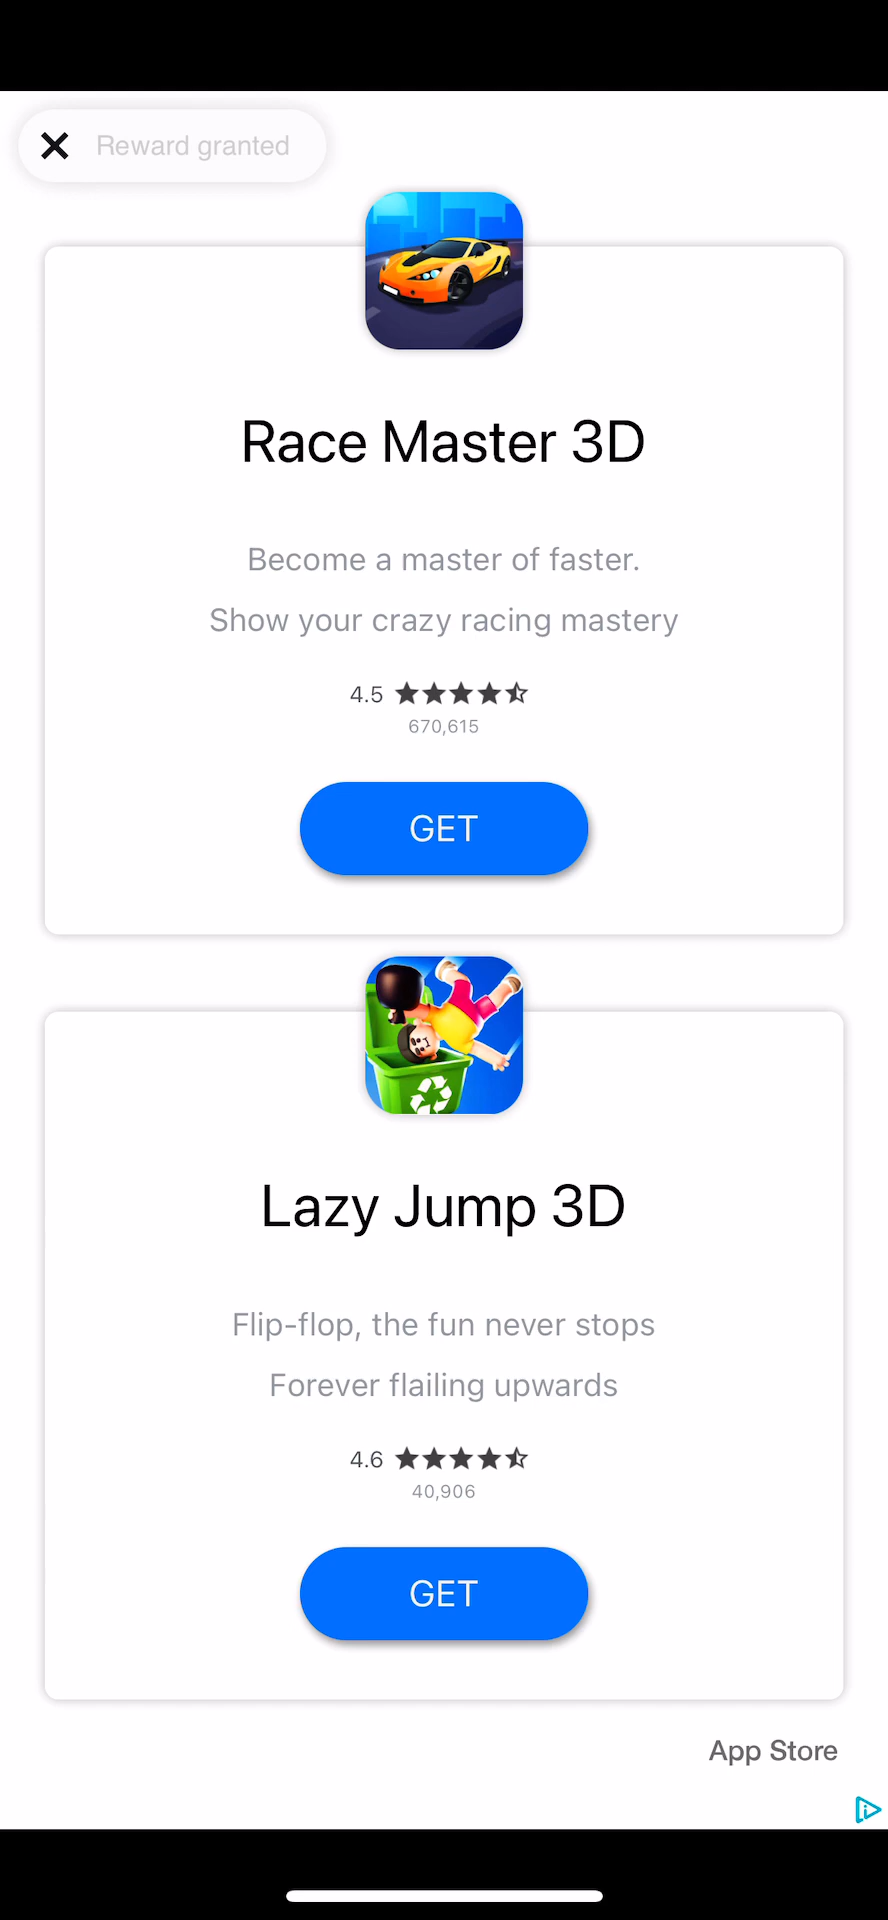 Reward granted
Race Master 3D
Become a master of faster.
Show your crazy racing mastery
4.5
670,615
GET
Lazy Jump 3D
Flip-flop, the fun never stops
Forever flailing upwards
4.6
40,906
GET
App Store